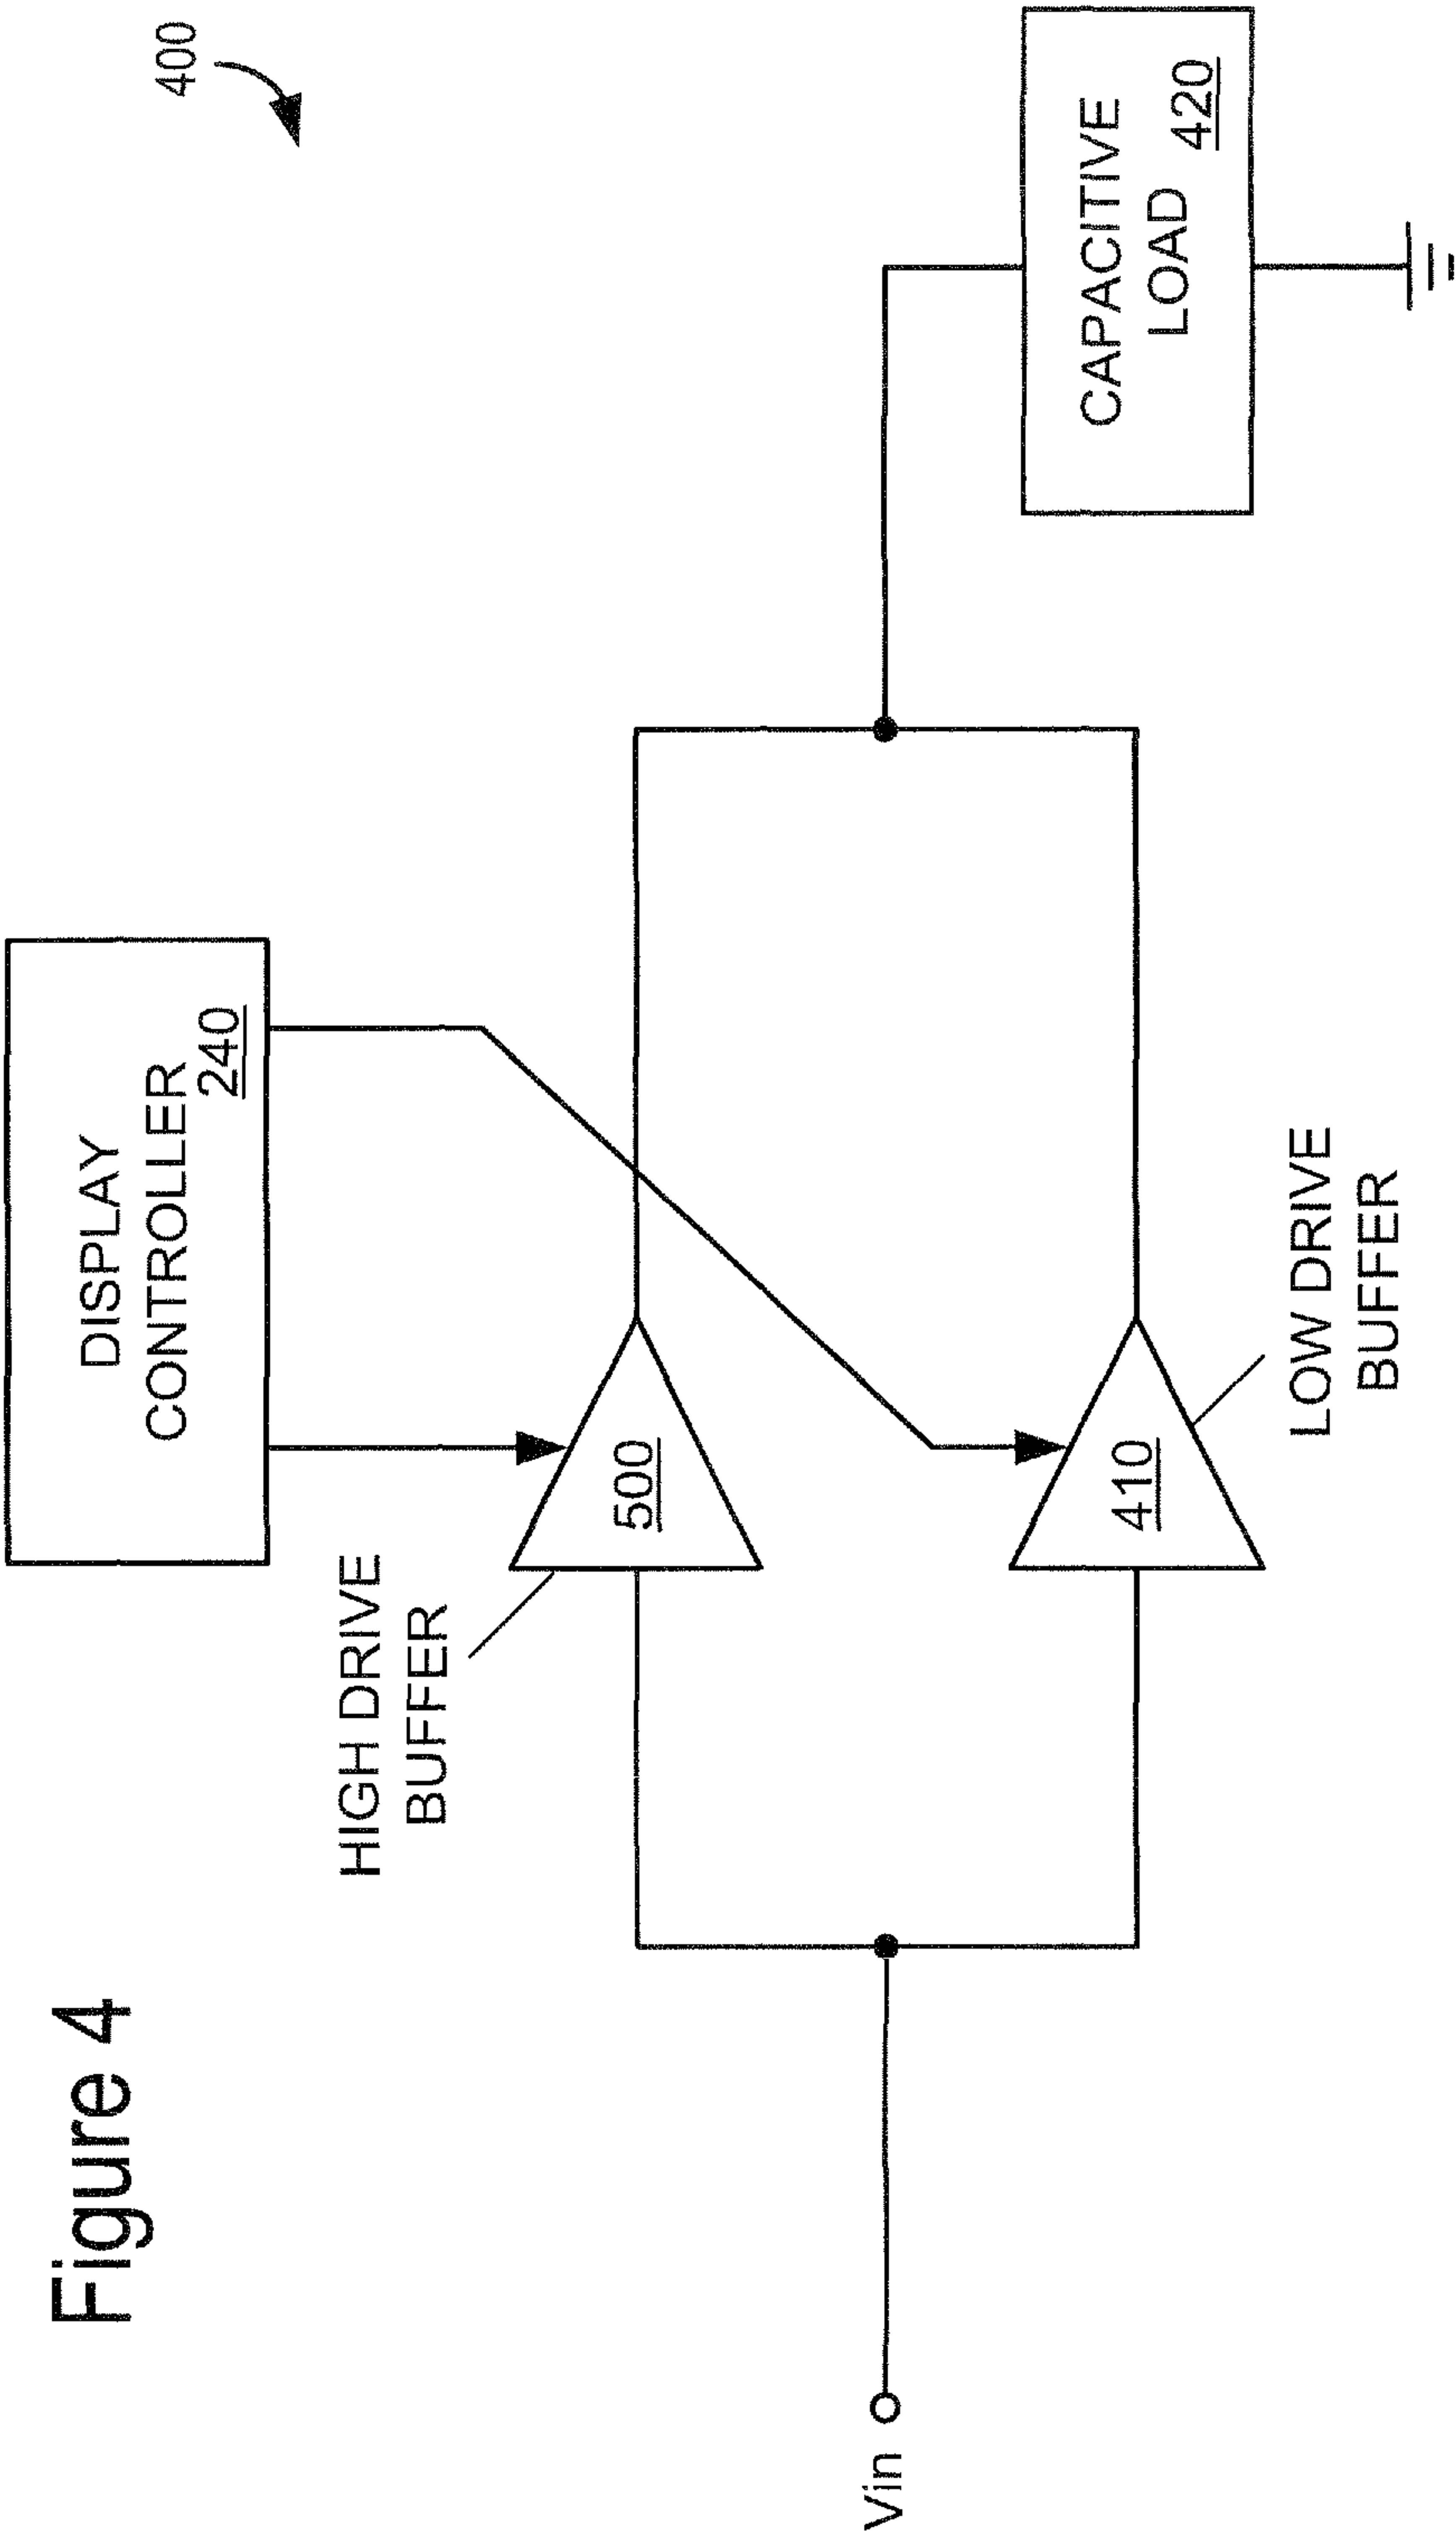 Figure 4
400
DISPLAY
CONTROLLER
240
HIGH DRIVE
BUFFER
500
Vin
410
LOW DRIVE
BUFFER
CAPACITIVE
LOAD
420